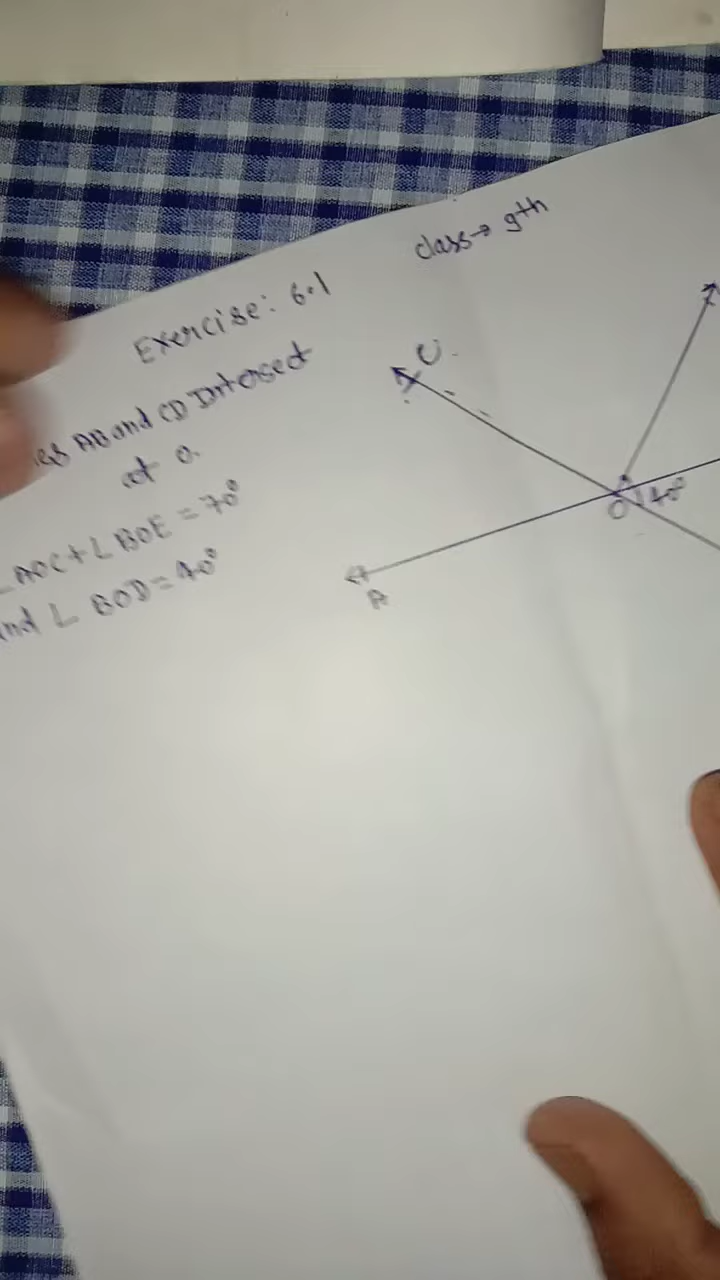 class→ 9th
Exercise: 6.1
AB and CD Intersect
at O.
∠AOC+∠BOE = 70°
and ∠ BOD = 40°
C
O
40°
A